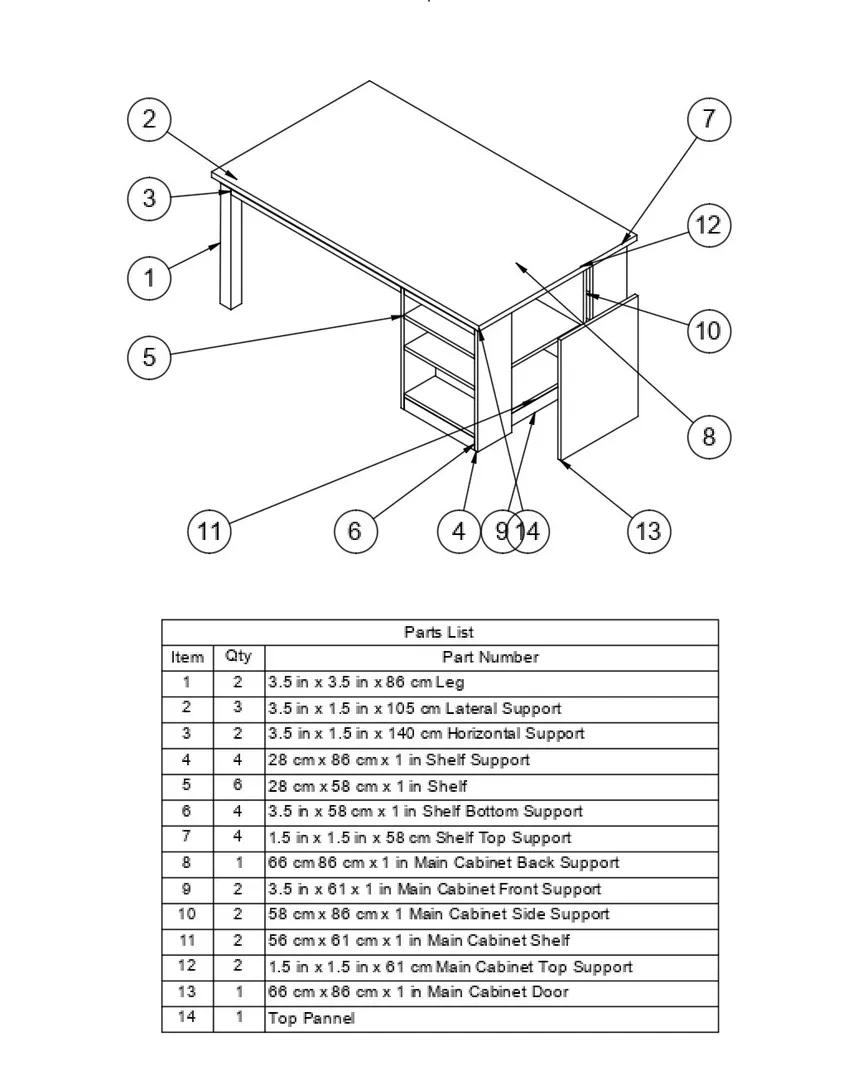 2
7
3
12
1
10
5
8
11
6
4
9
14
13
Parts List
Item Qty Part Number
1 2 3.5 in x 3.5 in x 86 cm Leg
2 3 3.5 in x 1.5 in x 105 cm Lateral Support
3 2 3.5 in x 1.5 in x 140 cm Horizontal Support
4 4 28 cm x 86 cm x 1 in Shelf Support
5 6 28 cm x 58 cm x 1 in Shelf
6 4 3.5 in x 58 cm x 1 in Shelf Bottom Support
7 4 1.5 in x 1.5 in x 58 cm Shelf Top Support
8 1 66 cm 86 cm x 1 in Main Cabinet Back Support
9 2 3.5 in x 61 x 1 in Main Cabinet Front Support
10 2 58 cm x 86 cm x 1 Main Cabinet Side Support
11 2 56 cm x 61 cm x 1 in Main Cabinet Shelf
12 2 1.5 in x 1.5 in x 61 cm Main Cabinet Top Support
13 1 66 cm x 86 cm x 1 in Main Cabinet Door
14 1 Top Pannel